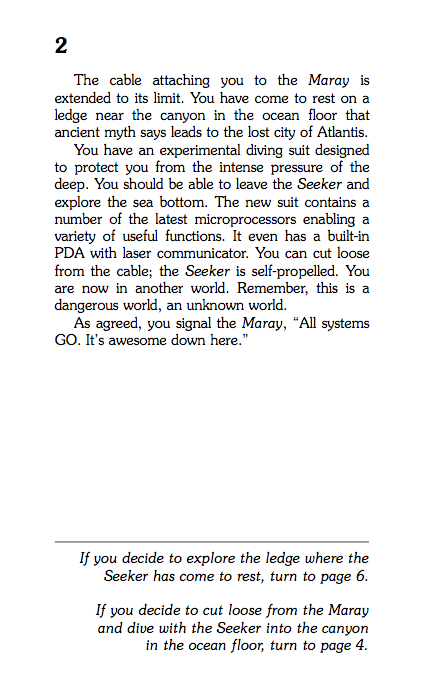 2
The cable attaching you to the Maray is
extended to its limit. You have come to rest on a
ledge near the canyon in the ocean floor that
ancient myth says leads to the lost city of Atlantis.
You have an experimental diving suit designed
to protect you from the intense pressure of the
deep. You should be able to leave the Seeker and
explore the sea bottom. The new suit contains a
number of the latest microprocessors enabling a
variety of useful functions. It even has a built-in
PDA with laser communicator. You can cut loose
from the cable; the Seeker is self-propelled. You
are now in another world. Remember, this is a
dangerous world, an unknown world.
As agreed, you signal the Maray, “All systems
GO. It’s awesome down here.”
If you decide to explore the ledge where the
Seeker has come to rest, turn to page 6.
If you decide to cut loose from the Maray
and dive with the Seeker into the canyon
in the ocean floor, turn to page 4.